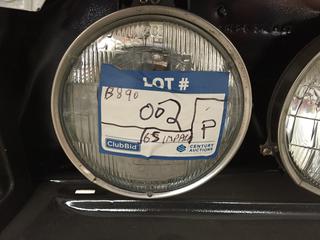 LOT #
B890
002
P
65 IMPALA
ClubBid
CENTURY
AUCTIONS